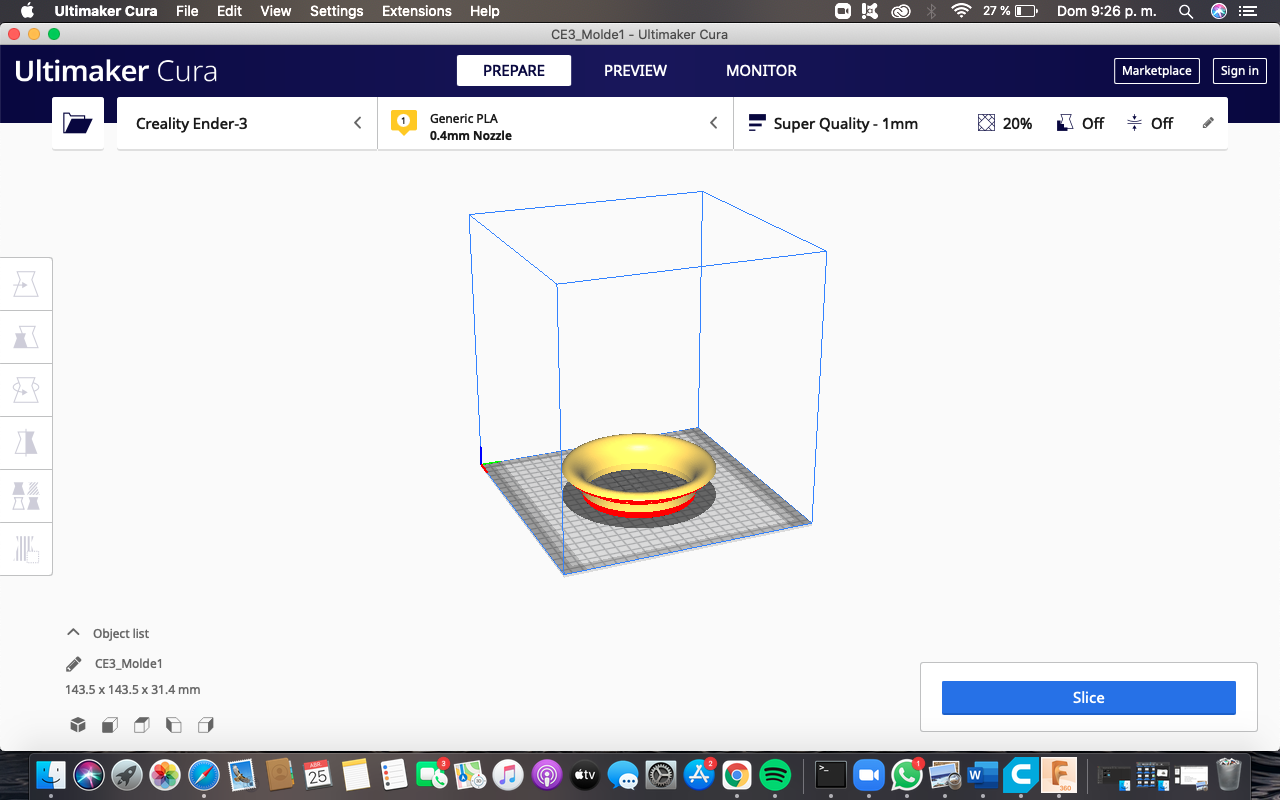 Ultimaker Cura File Edit View Settings Extensions Help 27 % Dom 9:26 p. m.
CE3_Molde1 - Ultimaker Cura
Ultimaker Cura PREPARE PREVIEW MONITOR Marketplace Sign in
Creality Ender-3 1 Generic PLA
0.4mm Nozzle
Super Quality - 1mm 20% Off Off
Object list
CE3_Molde1
143.5 x 143.5 x 31.4 mm
Slice
ABR
25
3
tv
2
1
W
C
F
360